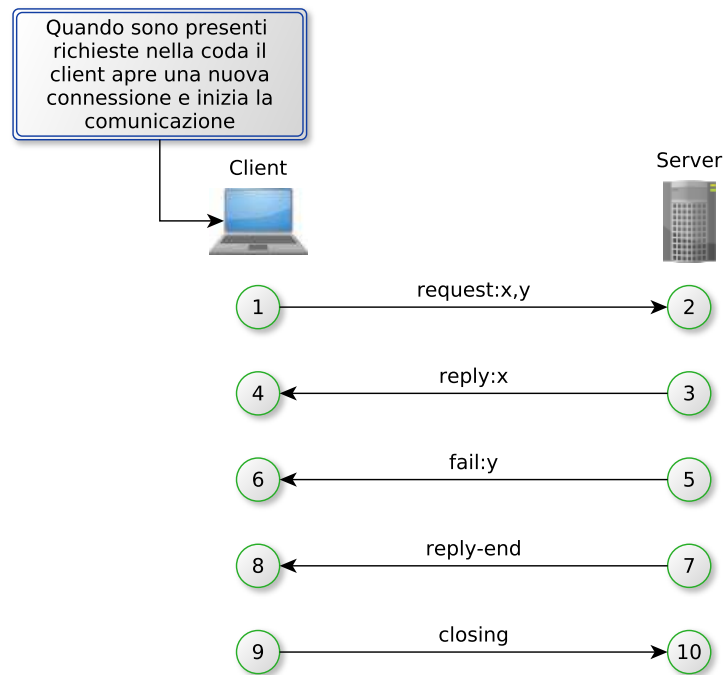 Quando sono presenti
richieste nella coda il
client apre una nuova
connessione e inizia la
comunicazione
Client
Server
1
request:x,y
2
4
reply:x
3
6
fail:y
5
8
reply-end
7
9
closing
10